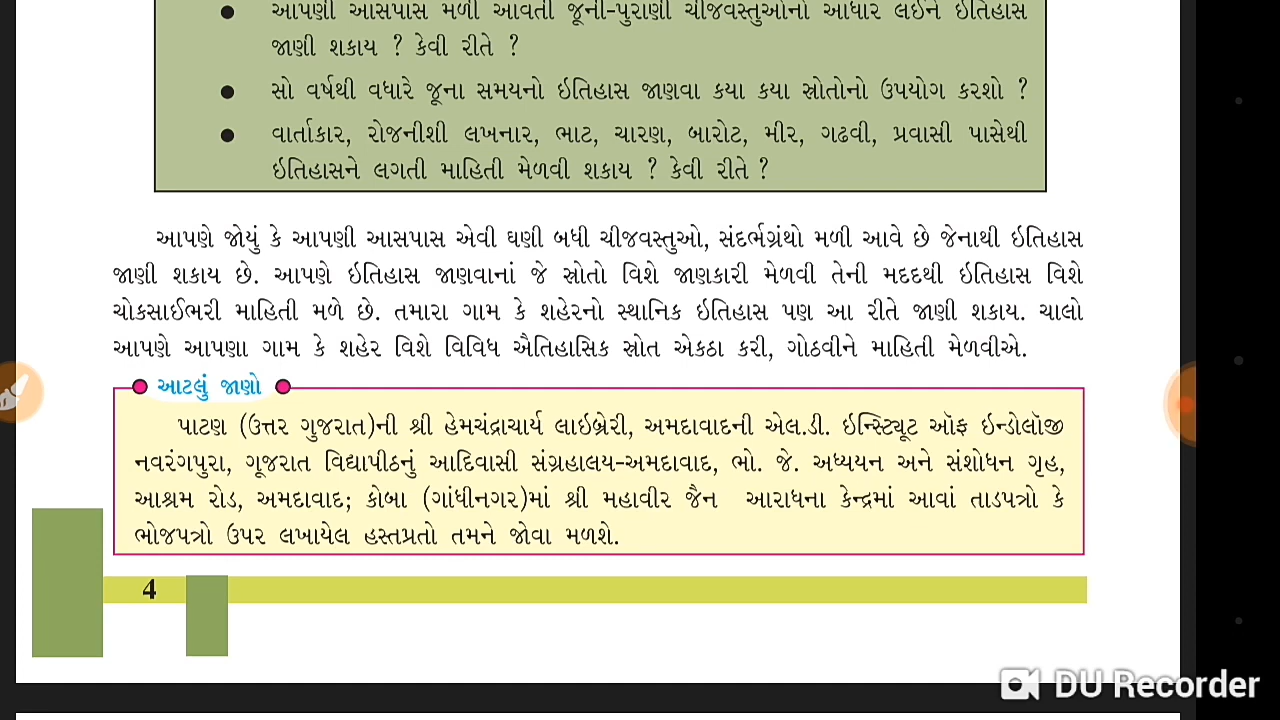 ● આપણી આસપાસ મળી આવતી જૂની-પુરાણી ચીજવસ્તુઓનો આધાર લઈને ઇતિહાસ
જાણી શકાય ? કેવી રીતે ?
● સો વર્ષથી વધારે જૂના સમયનો ઇતિહાસ જાણવા કયા કયા સ્રોતોનો ઉપયોગ કરશો ?
● વાર્તાકાર, રોજનીશી લખનાર, ભાટ, ચારણ, બારોટ, મીર, ગઢવી, પ્રવાસી પાસેથી
ઇતિહાસને લગતી માહિતી મેળવી શકાય ? કેવી રીતે ?
આપણે જોયું કે આપણી આસપાસ એવી ઘણી બધી ચીજવસ્તુઓ, સંદર્ભગ્રંથો મળી આવે છે જેનાથી ઇતિહાસ
જાણી શકાય છે. આપણે ઇતિહાસ જાણવાનાં જે સ્રોતો વિશે જાણકારી મેળવી તેની મદદથી ઇતિહાસ વિશે
ચોકસાઈભરી માહિતી મળે છે. તમારા ગામ કે શહેરનો સ્થાનિક ઇતિહાસ પણ આ રીતે જાણી શકાય. ચાલો
આપણે આપણા ગામ કે શહેર વિશે વિવિધ ઐતિહાસિક સ્રોત એકઠા કરી, ગોઠવીને માહિતી મેળવીએ.
આટલું જાણો
પાટણ (ઉત્તર ગુજરાત)ની શ્રી હેમચંદ્રાચાર્ય લાઇબ્રેરી, અમદાવાદની એલ.ડી. ઇન્સ્ટિટ્યૂટ ઑફ ઇન્ડોલૉજી
નવરંગપુરા, ગૂજરાત વિદ્યાપીઠનું આદિવાસી સંગ્રહાલય-અમદાવાદ, ભો. જે. અધ્યયન અને સંશોધન ગૃહ,
આશ્રમ રોડ, અમદાવાદ; કોબા (ગાંધીનગર)માં શ્રી મહાવીર જૈન આરાધના કેન્દ્રમાં આવાં તાડપત્રો કે
ભોજપત્રો ઉપર લખાયેલ હસ્તપ્રતો તમને જોવા મળશે.
4
DU Recorder